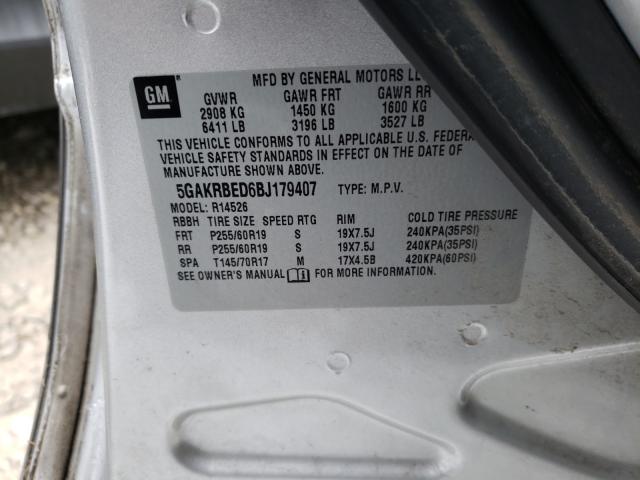 GM
®
MFD BY GENERAL MOTORS LL
GVWR GAWR FRT GAWR RR
2908 KG 1450 KG 1600 KG
6411 LB 3196 LB 3527 LB
THIS VEHICLE CONFORMS TO ALL APPLICABLE U.S. FEDERA
VEHICLE SAFETY STANDARDS IN EFFECT ON THE DATE OF
MANUFACTURE SHOWN ABOVE.
5GAKRBED6BJ179407 TYPE: M.P.V.
MODEL: R14526
RBBH TIRE SIZE SPEED RTG RIM COLD TIRE PRESSURE
FRT P255/60R19 S 19X7.5J 240KPA(35PSI)
RR P255/60R19 S 19X7.5J 240KPA(35PSI)
SPA T145/70R17 M 17X4.5B 420KPA(60PSI)
SEE OWNER'S MANUAL FOR MORE INFORMATION